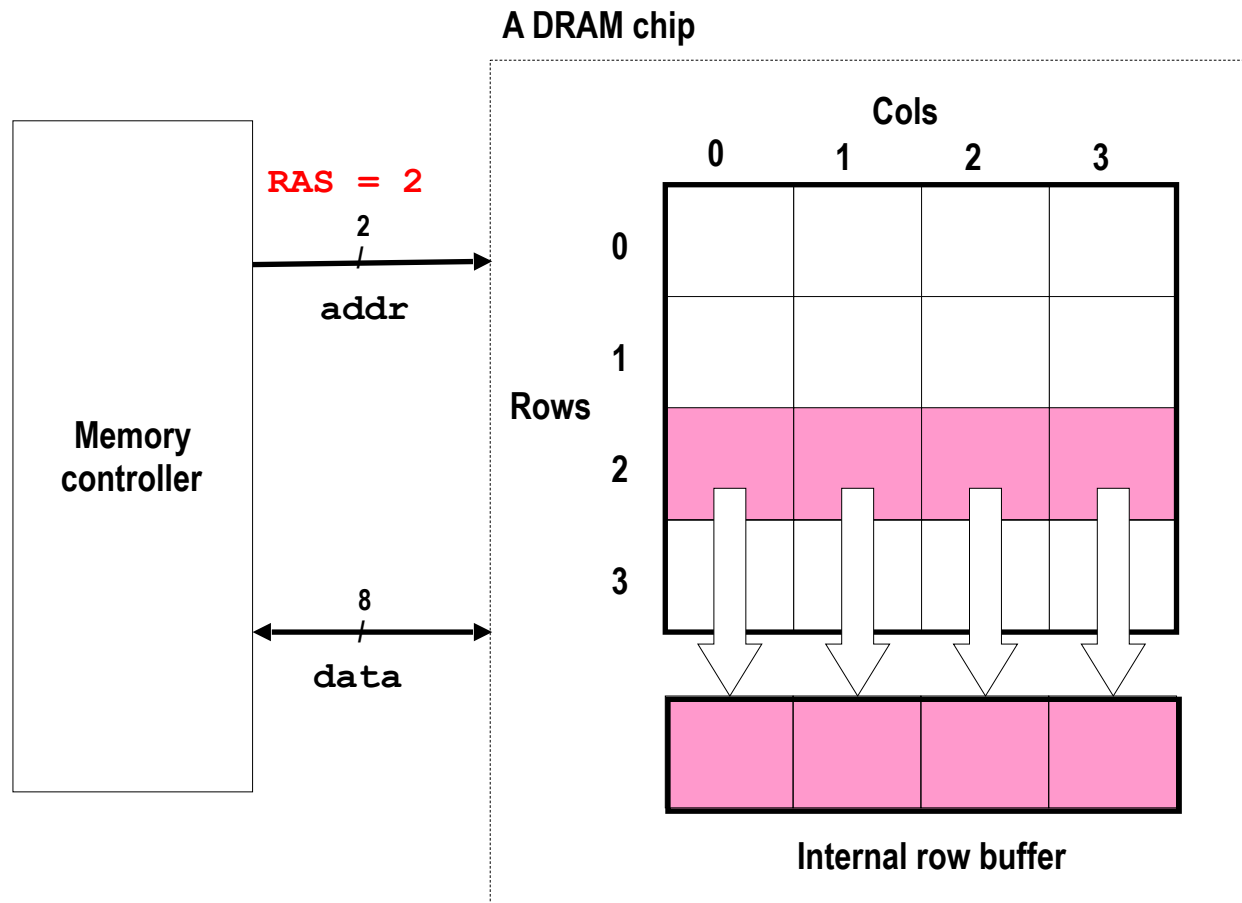 A DRAM chip
Cols
0 1 2 3
RAS = 2
2
addr
0
1
Rows
2
3
Memory
controller
8
data
Internal row buffer